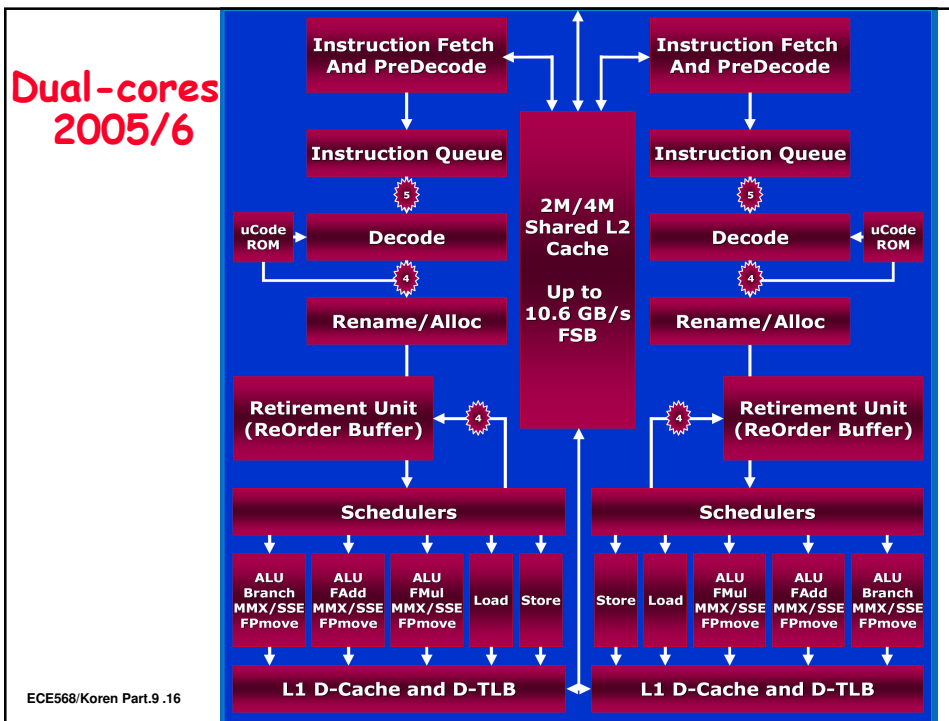 Dual-cores
2005/6
Instruction Fetch
And PreDecode
Instruction Queue
5
uCode
ROM
Decode
4
Rename/Alloc
Retirement Unit
(ReOrder Buffer)
4
Schedulers
ALU
Branch
MMX/SSE
FPmove
ALU
FAdd
MMX/SSE
FPmove
ALU
FMul
MMX/SSE
FPmove
Load
Store
L1 D-Cache and D-TLB
2M/4M
Shared L2
Cache
Up to
10.6 GB/s
FSB
Instruction Fetch
And PreDecode
Instruction Queue
5
Decode
uCode
ROM
4
Rename/Alloc
4
Retirement Unit
(ReOrder Buffer)
Schedulers
Store
Load
ALU
FMul
MMX/SSE
FPmove
ALU
FAdd
MMX/SSE
FPmove
ALU
Branch
MMX/SSE
FPmove
L1 D-Cache and D-TLB
ECE568/Koren Part.9 .16